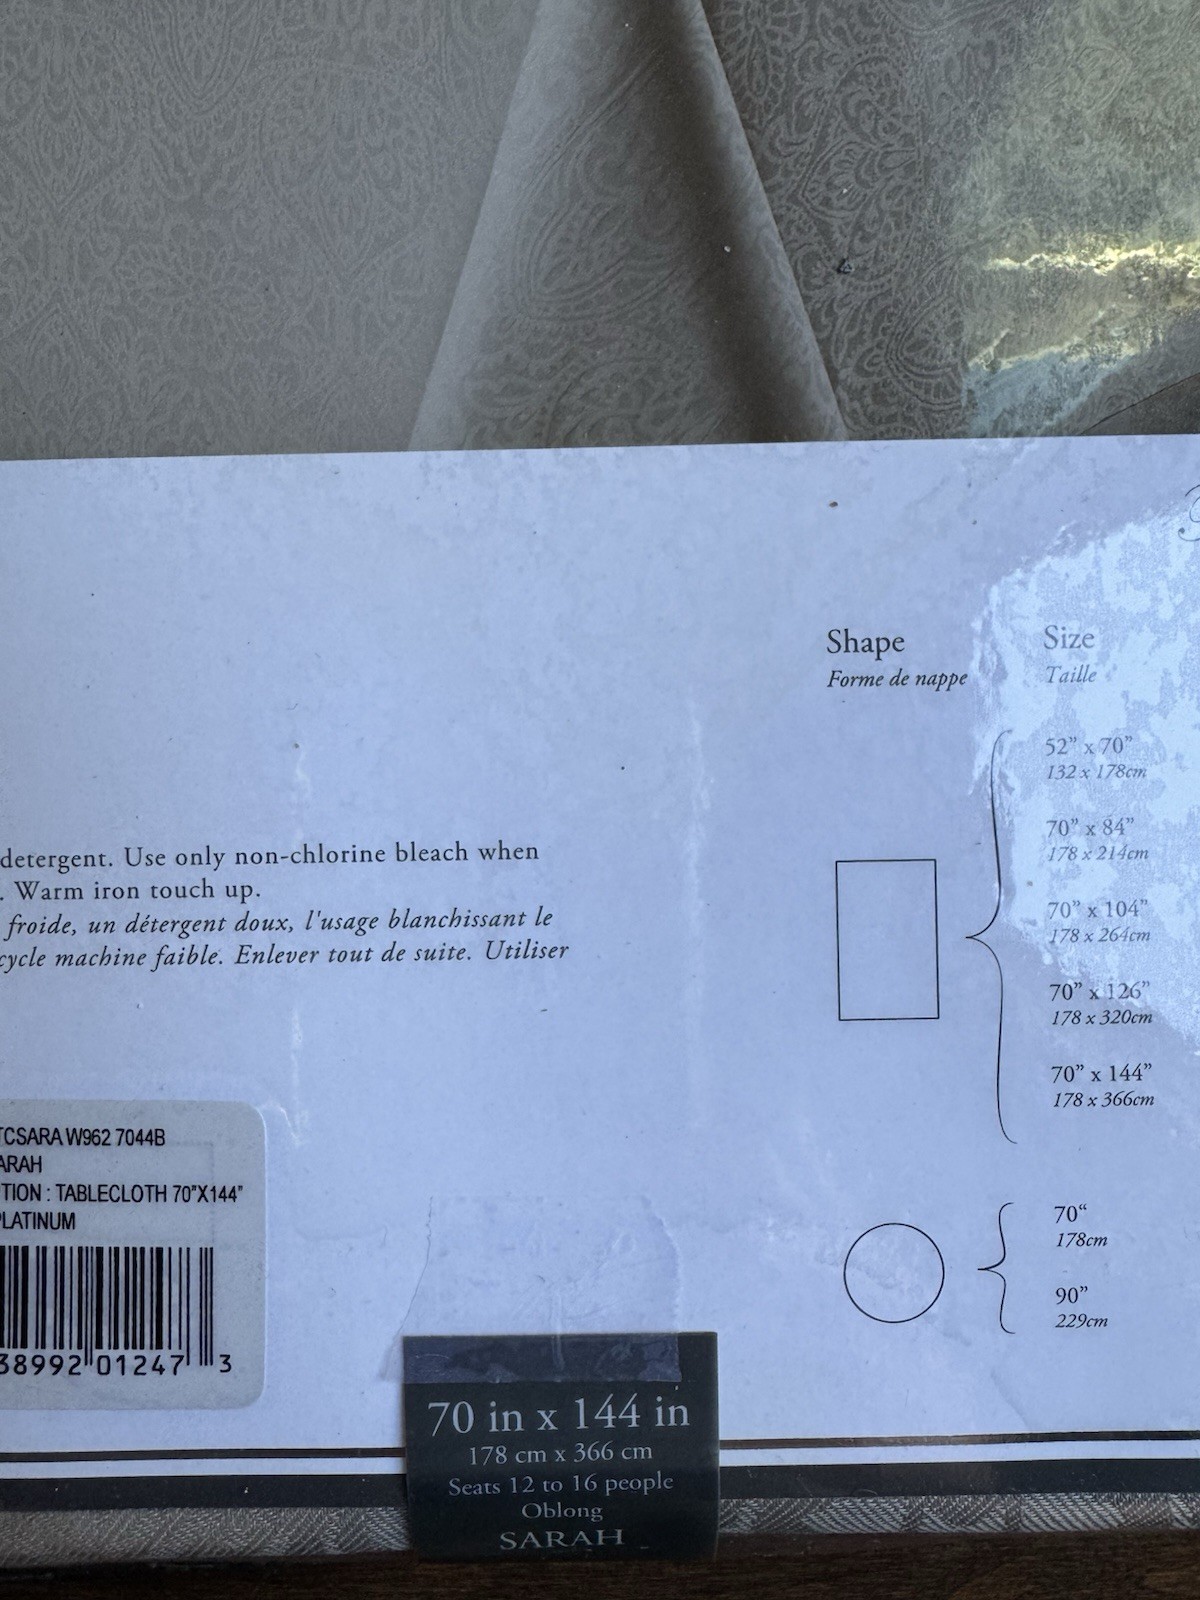 Shape
Forme de nappe
Size
Taille
52” x 70”
132 x 178cm
70” x 84”
178 x 214cm
70” x 104”
178 x 264cm
70” x 126”
178 x 320cm
70” x 144”
178 x 366cm
70“
178cm
90”
229cm
detergent. Use only non-chlorine bleach when
. Warm iron touch up.
froide, un détergent doux, l'usage blanchissant le
cycle machine faible. Enlever tout de suite. Utiliser
TCSARA W962 7044B
ARAH
TION : TABLECLOTH 70"X144"
PLATINUM
38992 01247 3
70 in x 144 in
178 cm x 366 cm
Seats 12 to 16 people
Oblong
SARAH